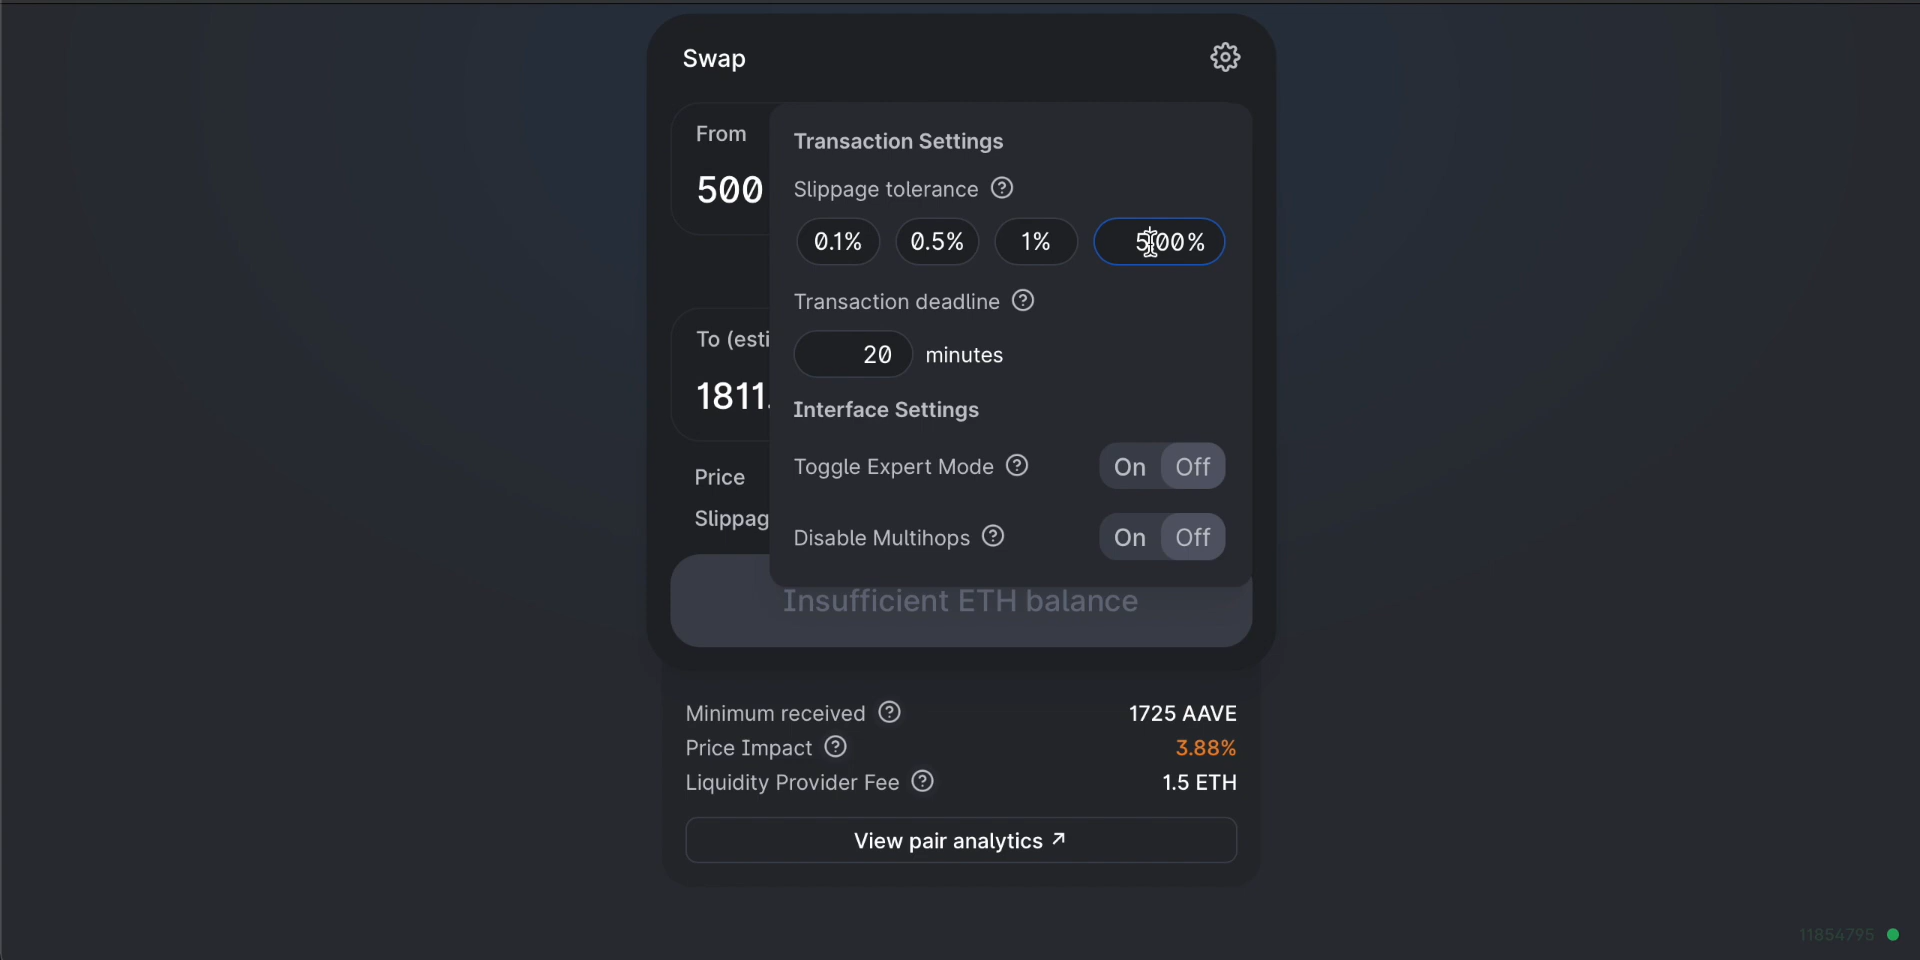 Swap
From
500
Transaction Settings
Slippage tolerance
0.1% 0.5% 1% 5.00%
Transaction deadline
20 minutes
To (esti
1811.
Interface Settings
Toggle Expert Mode On Off
Price
Slippag
Disable Multihops On Off
Insufficient ETH balance
Minimum received 1725 AAVE
Price Impact 3.88%
Liquidity Provider Fee 1.5 ETH
View pair analytics ↗
11854795